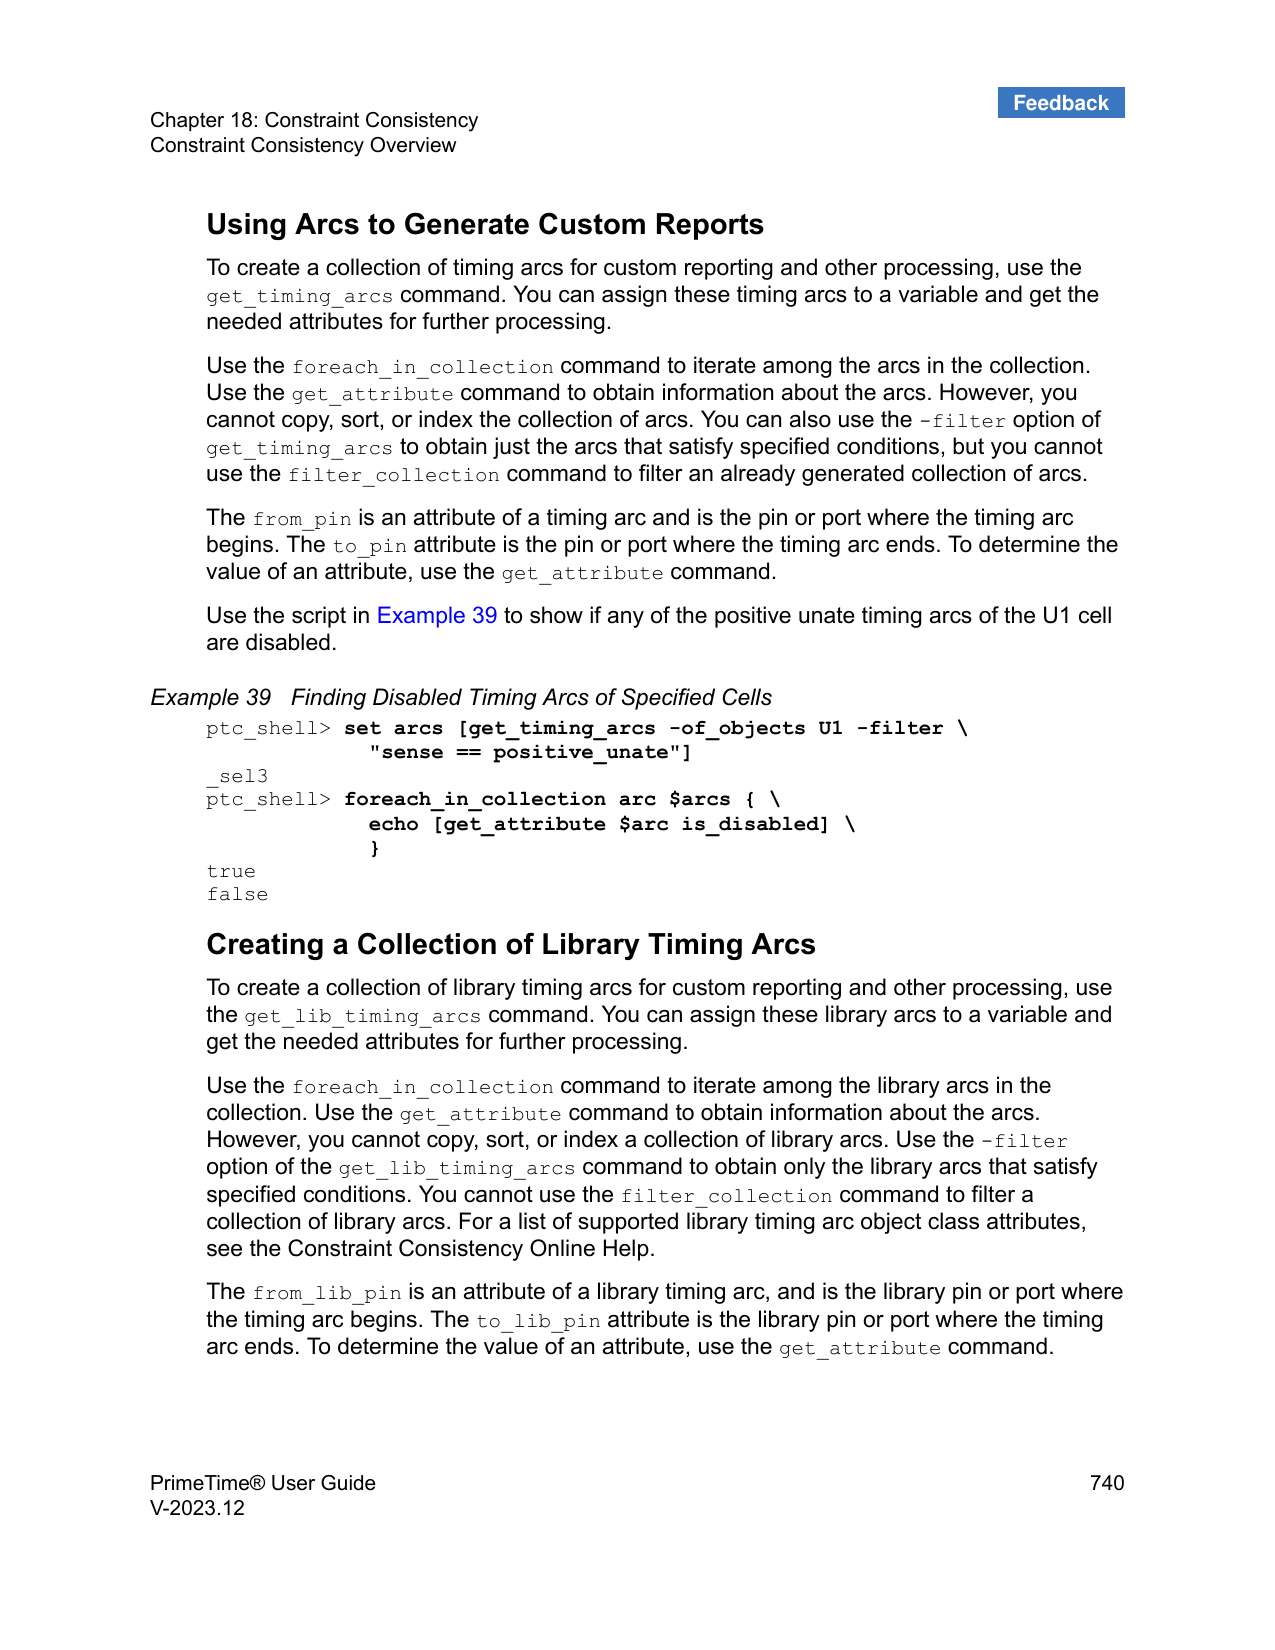 Feedback
Chapter 18: Constraint Consistency
Constraint Consistency Overview
Using Arcs to Generate Custom Reports
To create a collection of timing arcs for custom reporting and other processing, use the
get_timing_arcs command. You can assign these timing arcs to a variable and get the
needed attributes for further processing.
Use the foreach_in_collection command to iterate among the arcs in the collection.
Use the get_attribute command to obtain information about the arcs. However, you
cannot copy, sort, or index the collection of arcs. You can also use the -filter option of
get_timing_arcs to obtain just the arcs that satisfy specified conditions, but you cannot
use the filter_collection command to filter an already generated collection of arcs.
The from_pin is an attribute of a timing arc and is the pin or port where the timing arc
begins. The to_pin attribute is the pin or port where the timing arc ends. To determine the
value of an attribute, use the get_attribute command.
Use the script in Example 39 to show if any of the positive unate timing arcs of the U1 cell
are disabled.
Example 39 Finding Disabled Timing Arcs of Specified Cells
ptc_shell> set arcs [get_timing_arcs -of_objects U1 -filter \
"sense == positive_unate"]
_sel3
ptc_shell> foreach_in_collection arc $arcs { \
echo [get_attribute $arc is_disabled] \
}
true
false
Creating a Collection of Library Timing Arcs
To create a collection of library timing arcs for custom reporting and other processing, use
the get_lib_timing_arcs command. You can assign these library arcs to a variable and
get the needed attributes for further processing.
Use the foreach_in_collection command to iterate among the library arcs in the
collection. Use the get_attribute command to obtain information about the arcs.
However, you cannot copy, sort, or index a collection of library arcs. Use the -filter
option of the get_lib_timing_arcs command to obtain only the library arcs that satisfy
specified conditions. You cannot use the filter_collection command to filter a
collection of library arcs. For a list of supported library timing arc object class attributes,
see the Constraint Consistency Online Help.
The from_lib_pin is an attribute of a library timing arc, and is the library pin or port where
the timing arc begins. The to_lib_pin attribute is the library pin or port where the timing
arc ends. To determine the value of an attribute, use the get_attribute command.
PrimeTime® User Guide 740
V-2023.12